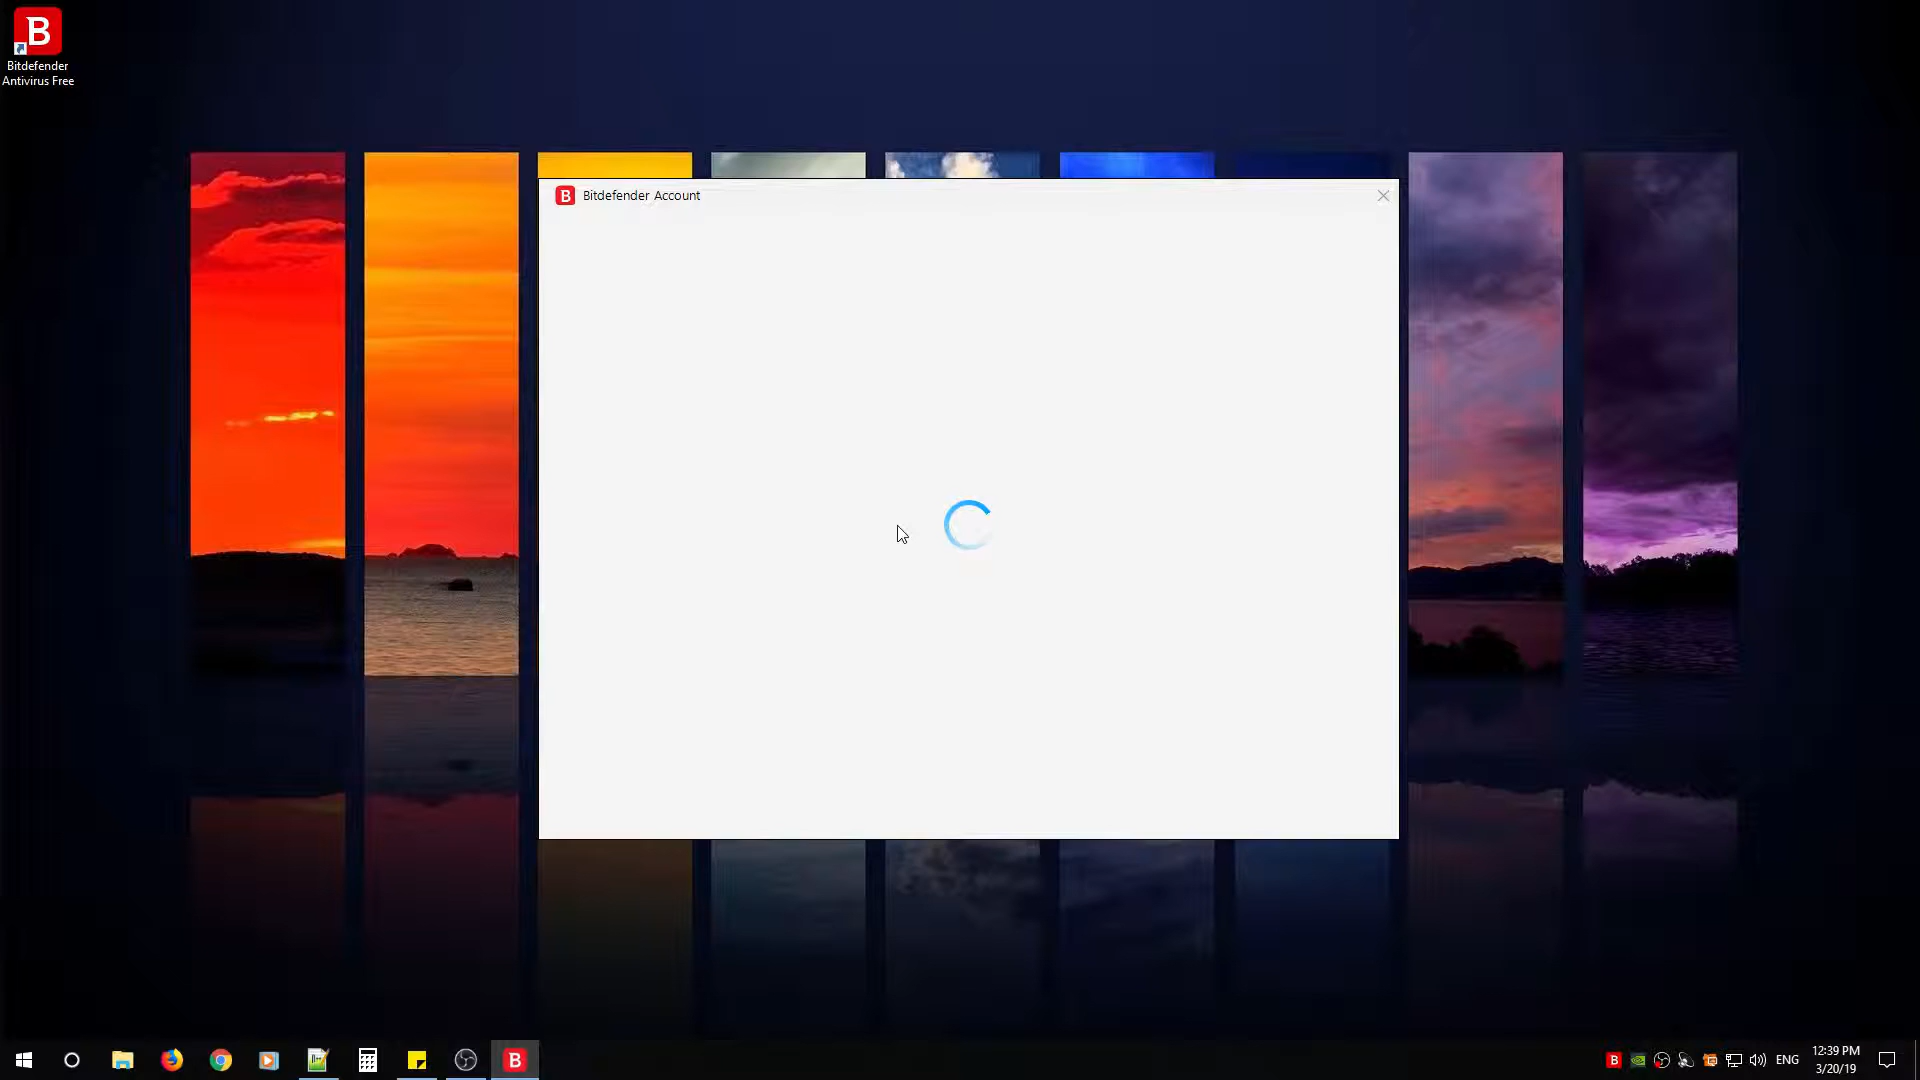 B
Bitdefender
Antivirus Free
B Bitdefender Account
B
B
ENG
12:39 PM
3/20/19